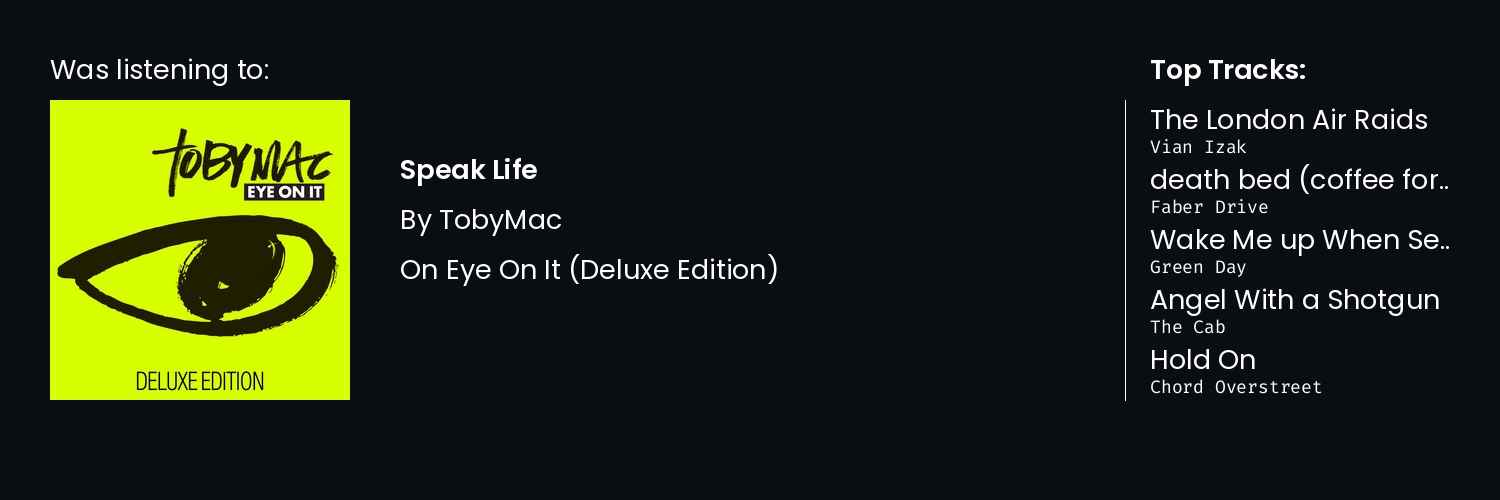 Was listening to:
TOBYMAC
EYE ON IT
DELUXE EDITION
Speak Life
By TobyMac
On Eye On It (Deluxe Edition)
Top Tracks:
The London Air Raids
Vian Izak
death bed (coffee for..
Faber Drive
Wake Me up When Se..
Green Day
Angel With a Shotgun
The Cab
Hold On
Chord Overstreet